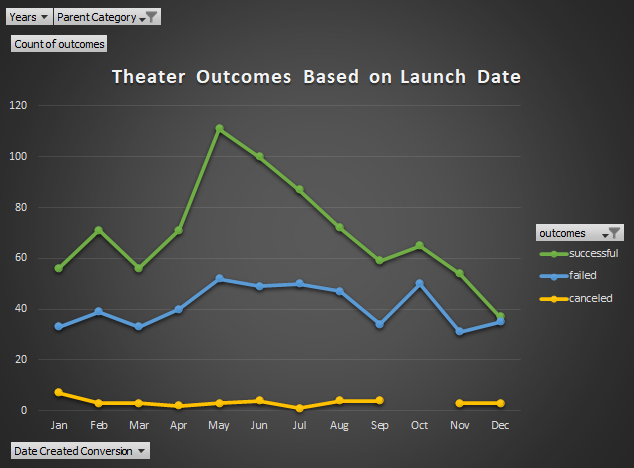 Years Parent Category
Count of outcomes
Theater Outcomes Based on Launch Date
120
100
80
60
40
20
0
Jan Feb Mar Apr May Jun Jul Aug Sep Oct Nov Dec
outcomes
successful
failed
canceled
Date Created Conversion